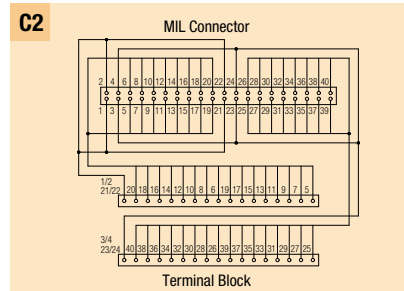 C2
MIL Connector
2 4 6 8 10 12 14 16 18 20 22 24 26 28 30 32 34 36 38 40
1 3 5 7 9 11 13 15 17 19 21 23 25 27 29 31 33 35 37 39
1/2
21/22 20 18 16 14 12 10 8 6 19 17 15 13 11 9 7 5
3/4
23/24 40 38 36 34 32 30 28 26 39 37 35 33 31 29 27 25
Terminal Block